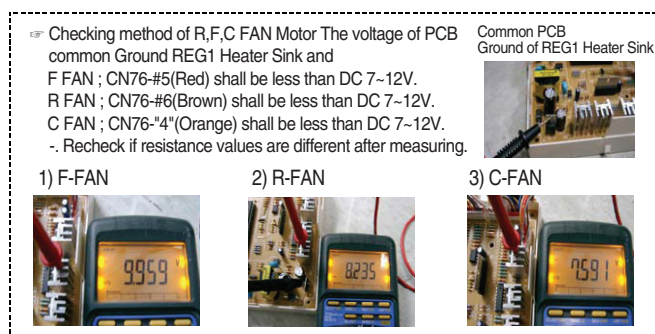 ☞ Checking method of R,F,C FAN Motor The voltage of PCB
common Ground REG1 Heater Sink and
F FAN ; CN76-#5(Red) shall be less than DC 7~12V.
R FAN ; CN76-#6(Brown) shall be less than DC 7~12V.
C FAN ; CN76-"4"(Orange) shall be less than DC 7~12V.
-. Recheck if resistance values are different after measuring.
Common PCB
Ground of REG1 Heater Sink
1) F-FAN
2) R-FAN
3) C-FAN
9.959
8.235
7.591